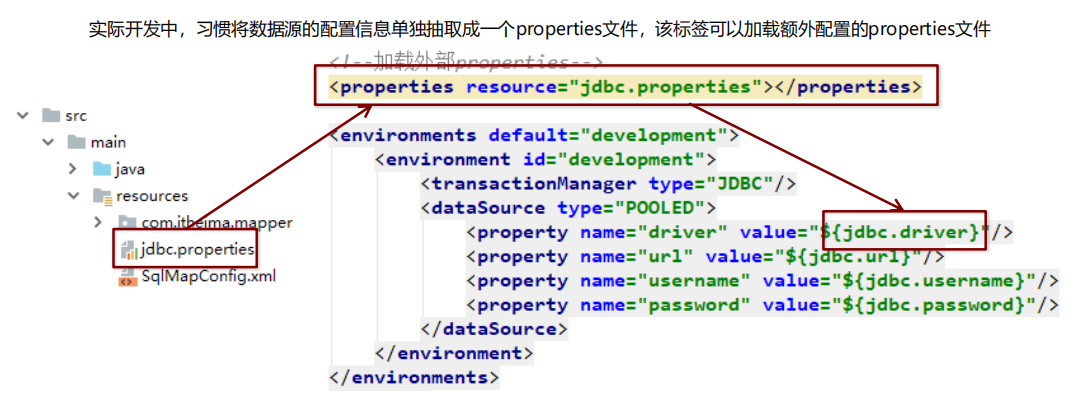 实际开发中，习惯将数据源的配置信息单独抽取成一个properties文件，该标签可以加载额外配置的properties文件
<!--加载外部properties-->
<properties resource="jdbc.properties"></properties>
src
main
java
resources
com.itheima.mapper
jdbc.properties
SqlMapConfig.xml
<environments default="development">
<environment id="development">
<transactionManager type="JDBC"/>
<dataSource type="POOLED">
<property name="driver" value="${jdbc.driver}"/>
<property name="url" value="${jdbc.url}"/>
<property name="username" value="${jdbc.username}"/>
<property name="password" value="${jdbc.password}"/>
</dataSource>
</environment>
</environments>